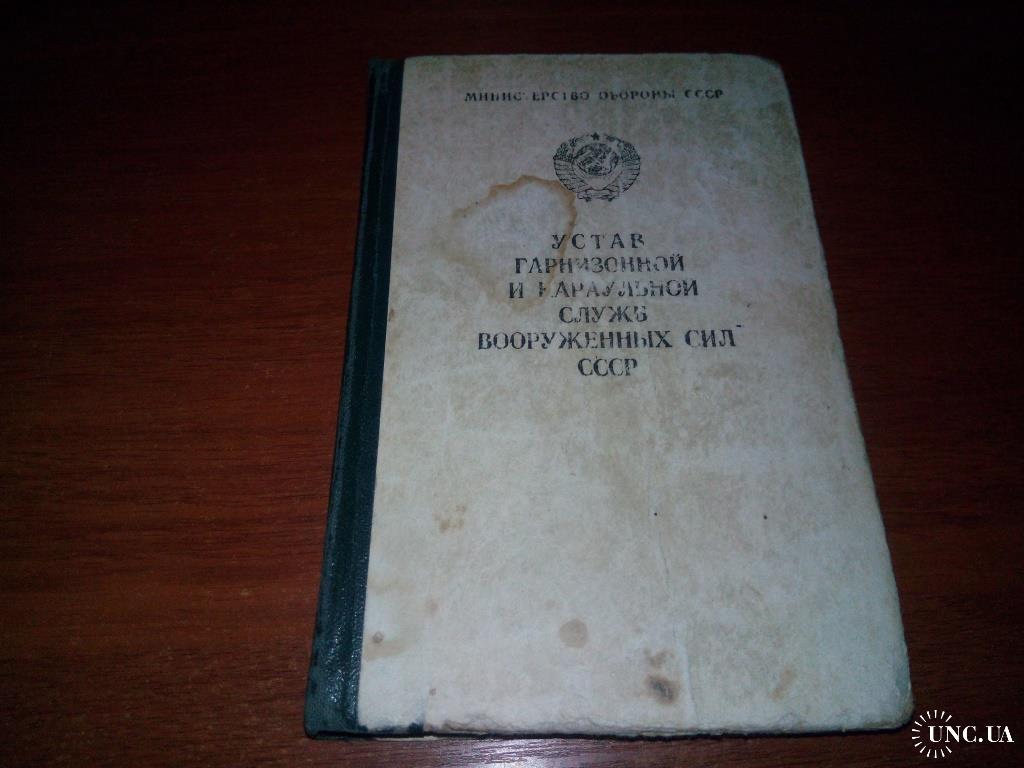 МИНИСТЕРСТВО ОБОРОНЫ СССР
УСТАВ
ГАРНИЗОННОЙ
И КАРАУЛЬНОЙ
СЛУЖБ
ВООРУЖЕННЫХ СИЛ
СССР
UNC.UA